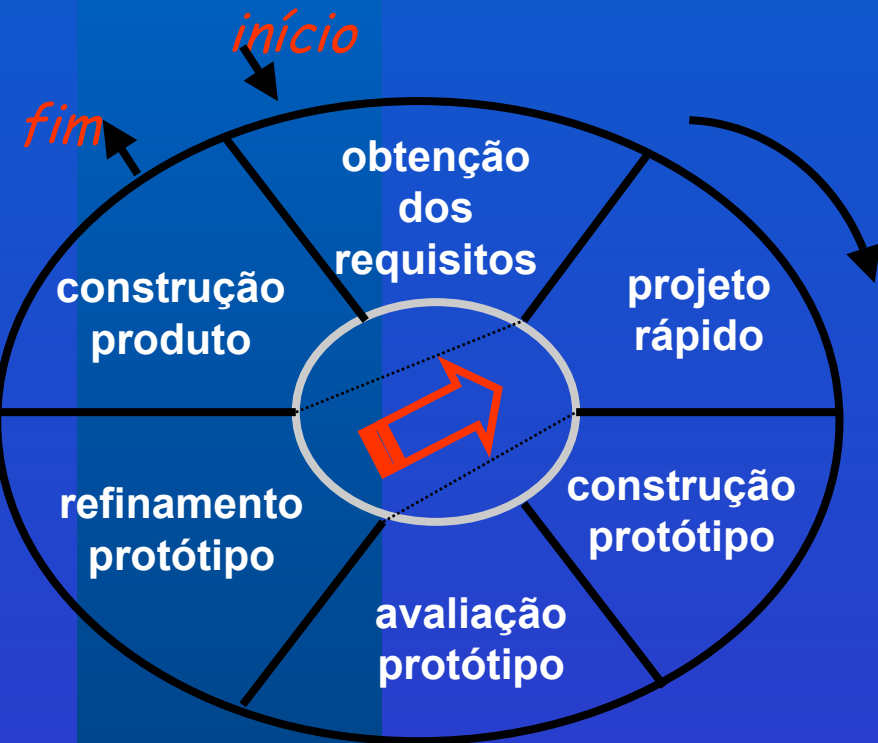 início
fim
obtenção
dos
requisitos
projeto
rápido
construção
protótipo
avaliação
protótipo
refinamento
protótipo
construção
produto